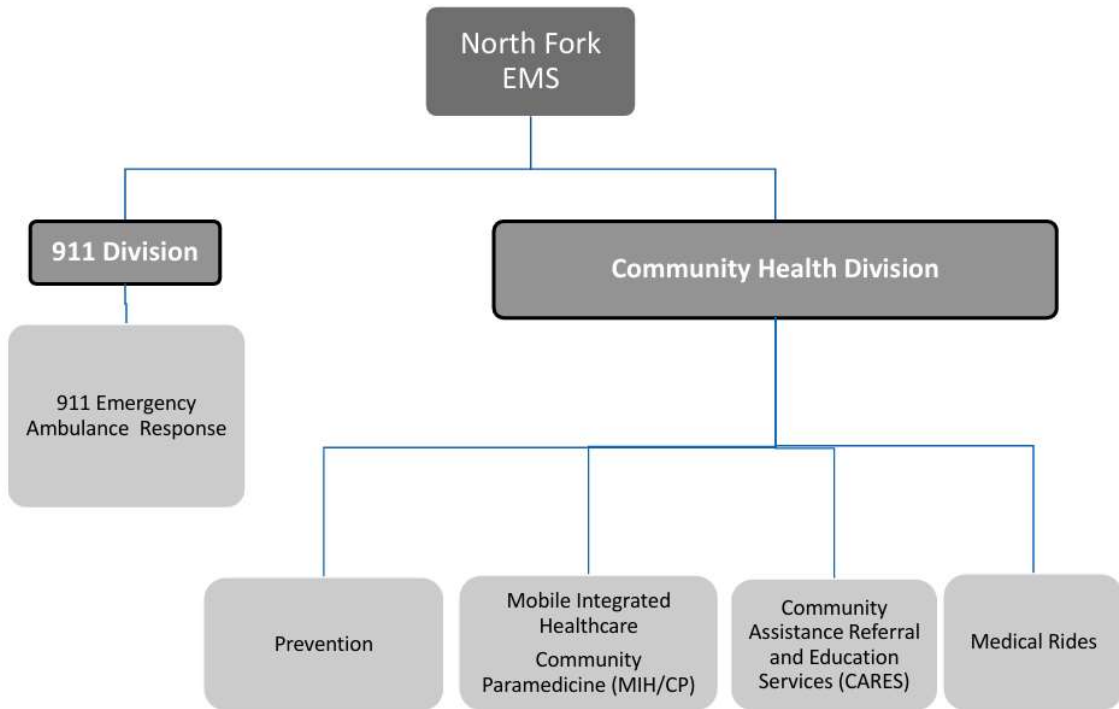 North Fork
EMS
911 Division
Community Health Division
911 Emergency
Ambulance Response
Prevention
Mobile Integrated
Healthcare
Community
Paramedicine (MIH/CP)
Community
Assistance Referral
and Education
Services (CARES)
Medical Rides